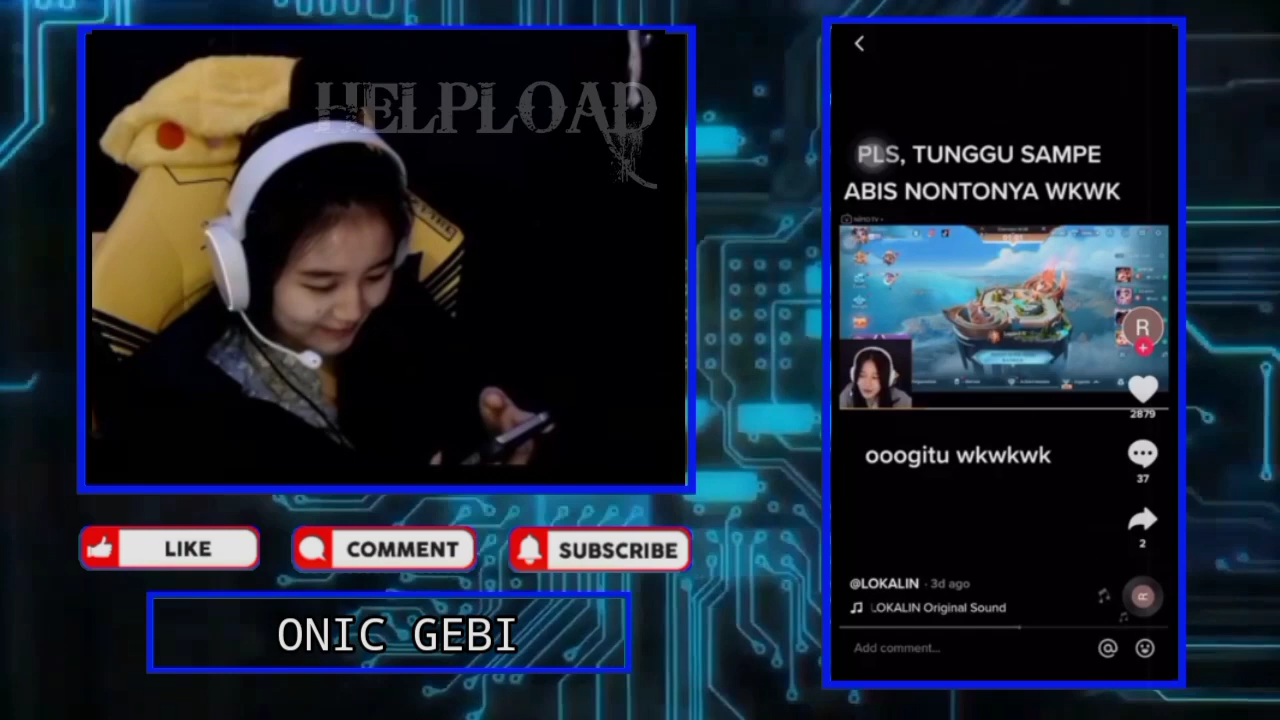 HELPLOAD
LIKE
COMMENT
SUBSCRIBE
ONIC GEBI
PLS, TUNGGU SAMPE
ABIS NONTONYA WKWK
NIMOTV
R
2879
ooogitu wkwkwk
37
2
@LOKALIN · 3d ago
LOKALIN Original Sound
R
Add comment...